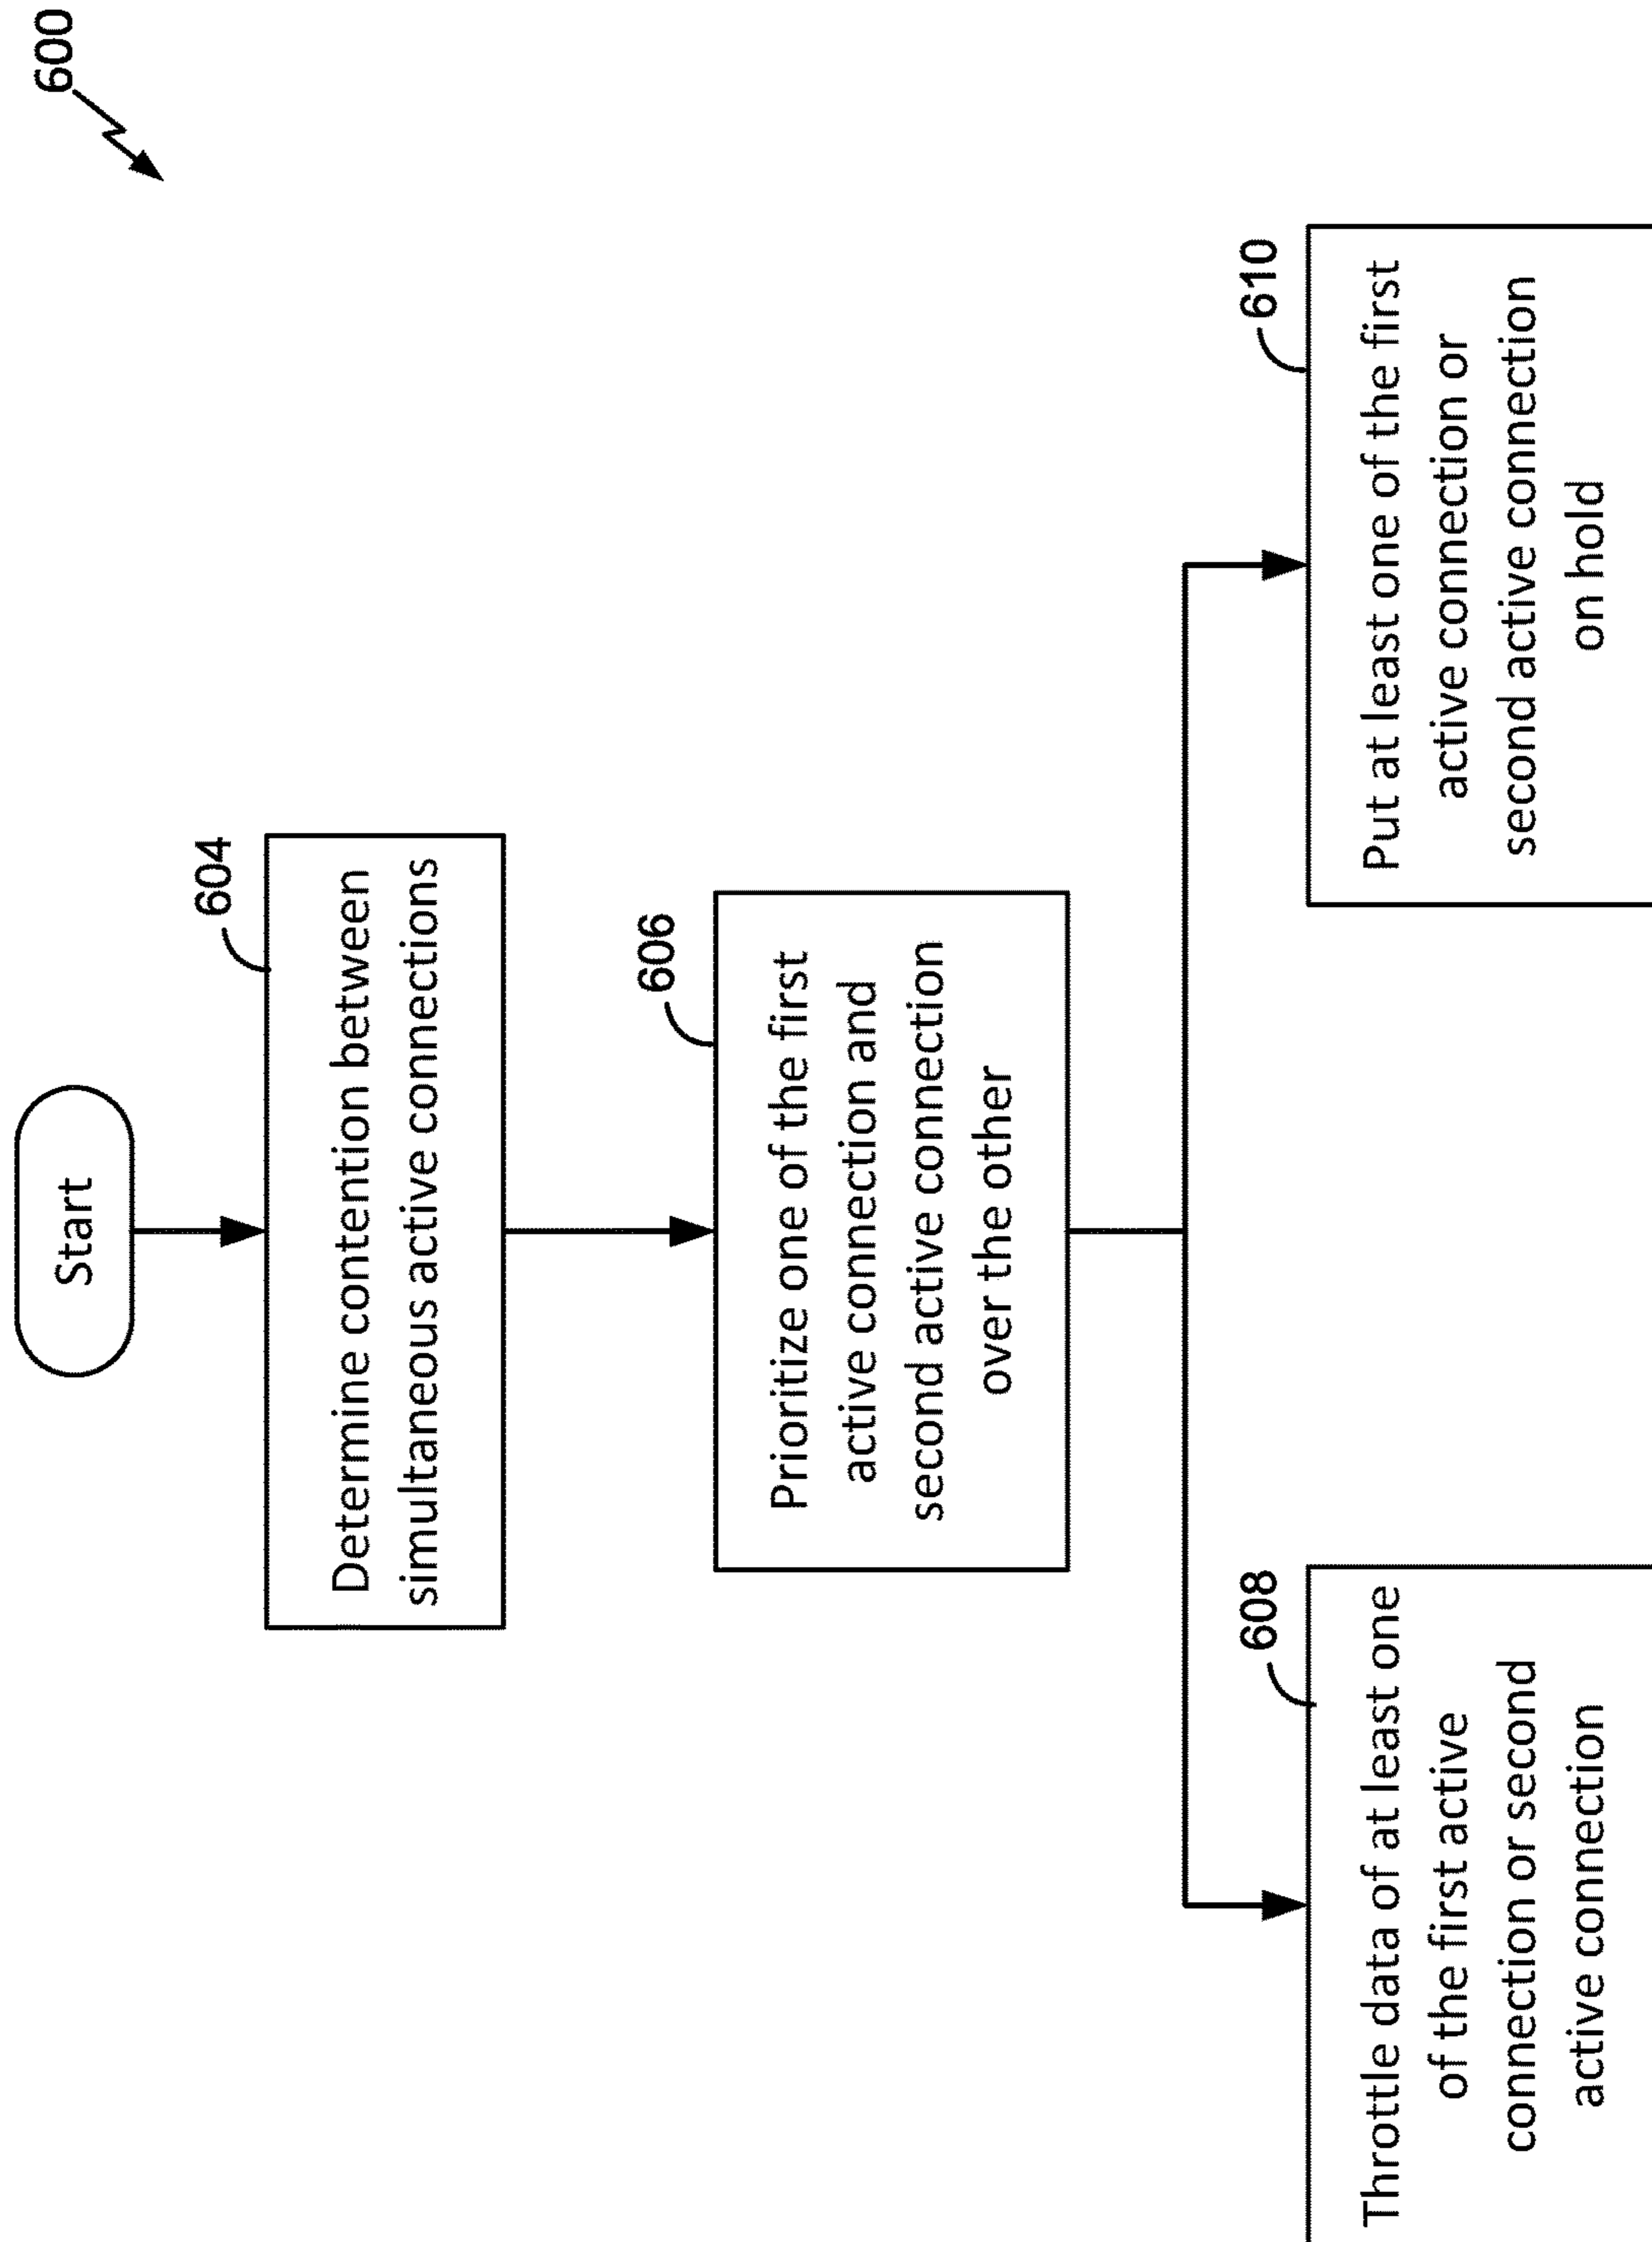 600
Start
604
Determine contention between
simultaneous active connections
606
Prioritize one of the first
active connection and
second active connection
over the other
608
Throttle data of at least one
of the first active
connection or second
active connection
610
Put at least one of the first
active connection or
second active connection
on hold